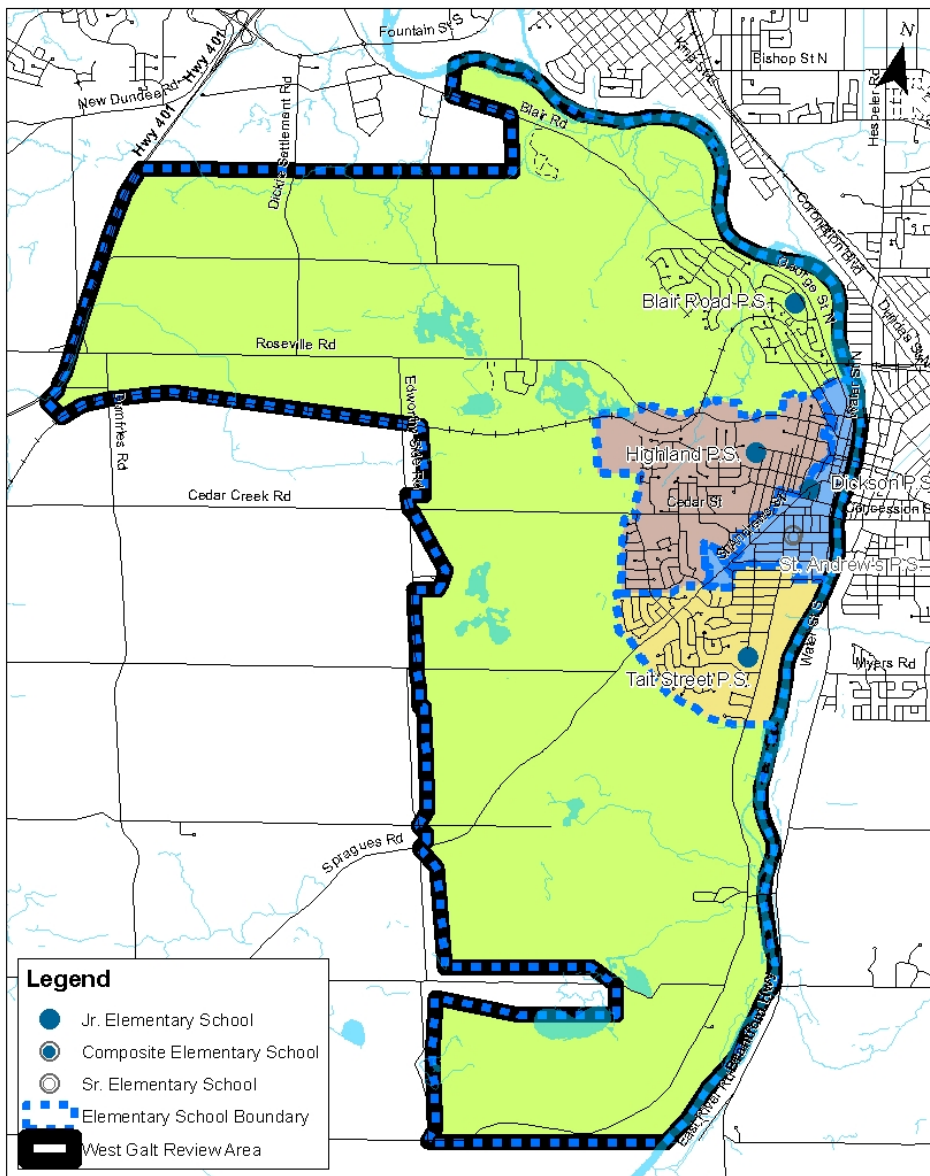 Fountain St S
Hwy 401
Hwy 401
New Dundee Rd
Dickie Settlement Rd
King St E
Bishop St N
N
Hespeler Rd
Blair Rd
Coronation Blvd
George St N
Dundas St N
Blair Road P.S.
Roseville Rd
Water St N
Dumfries Rd
Highland P.S.
Dickson P.S.
Cedar Creek Rd
Cedar St
Concession S
St. Andrew's P.S.
Water St S
Myers Rd
Tait Street P.S.
Spragues Rd
East River Rd
Legend
Jr. Elementary School
Composite Elementary School
Sr. Elementary School
Elementary School Boundary
West Galt Review Area